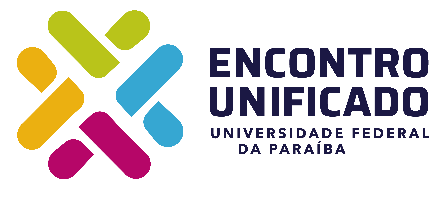 ENCONTRO
UNIFICADO
UNIVERSIDADE FEDERAL
DA PARAÍBA